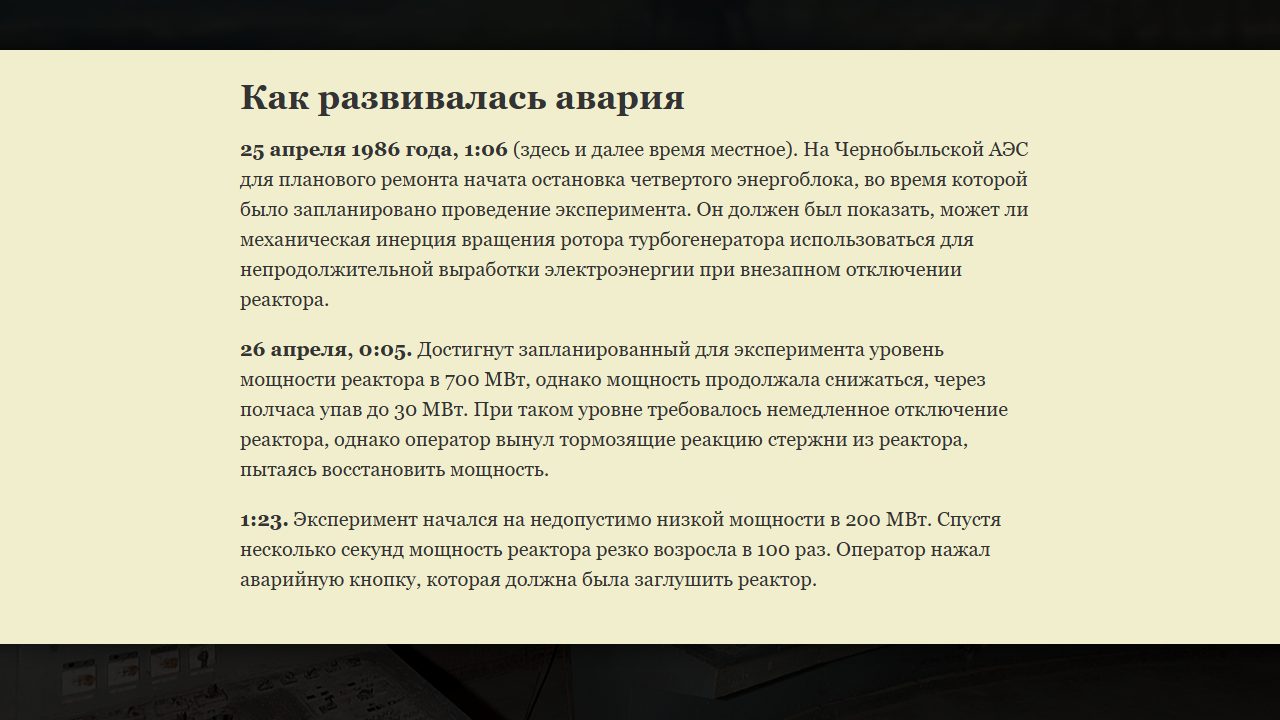 Как развивалась авария
25 апреля 1986 года, 1:06 (здесь и далее время местное). На Чернобыльской АЭС
для планового ремонта начата остановка четвертого энергоблока, во время которой
было запланировано проведение эксперимента. Он должен был показать, может ли
механическая инерция вращения ротора турбогенератора использоваться для
непродолжительной выработки электроэнергии при внезапном отключении
реактора.
26 апреля, 0:05. Достигнут запланированный для эксперимента уровень
мощности реактора в 700 МВт, однако мощность продолжала снижаться, через
полчаса упав до 30 МВт. При таком уровне требовалось немедленное отключение
реактора, однако оператор вынул тормозящие реакцию стержни из реактора,
пытаясь восстановить мощность.
1:23. Эксперимент начался на недопустимо низкой мощности в 200 МВт. Спустя
несколько секунд мощность реактора резко возросла в 100 раз. Оператор нажал
аварийную кнопку, которая должна была заглушить реактор.